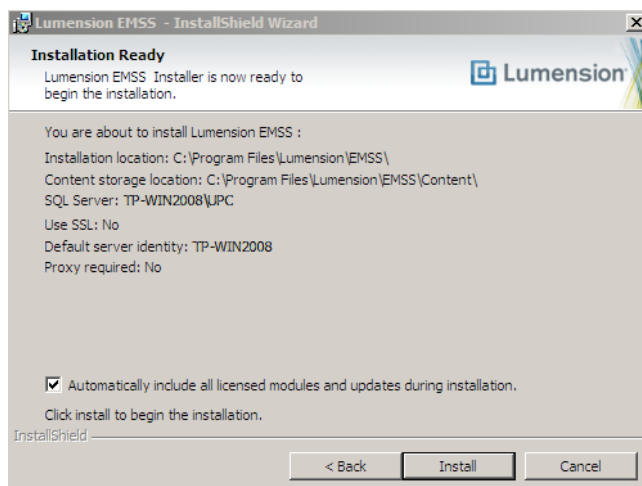 Lumension EMSS - InstallShield Wizard
Installation Ready
Lumension EMSS Installer is now ready to
begin the installation.
Lumension
You are about to install Lumension EMSS :
Installation location: C:\Program Files\Lumension\EMSS\
Content storage location: C:\Program Files\Lumension\EMSS\Content\
SQL Server: TP-WIN2008\UPC
Use SSL: No
Default server identity: TP-WIN2008
Proxy required: No
Automatically include all licensed modules and updates during installation.
Click install to begin the installation.
InstallShield
< Back
Install
Cancel